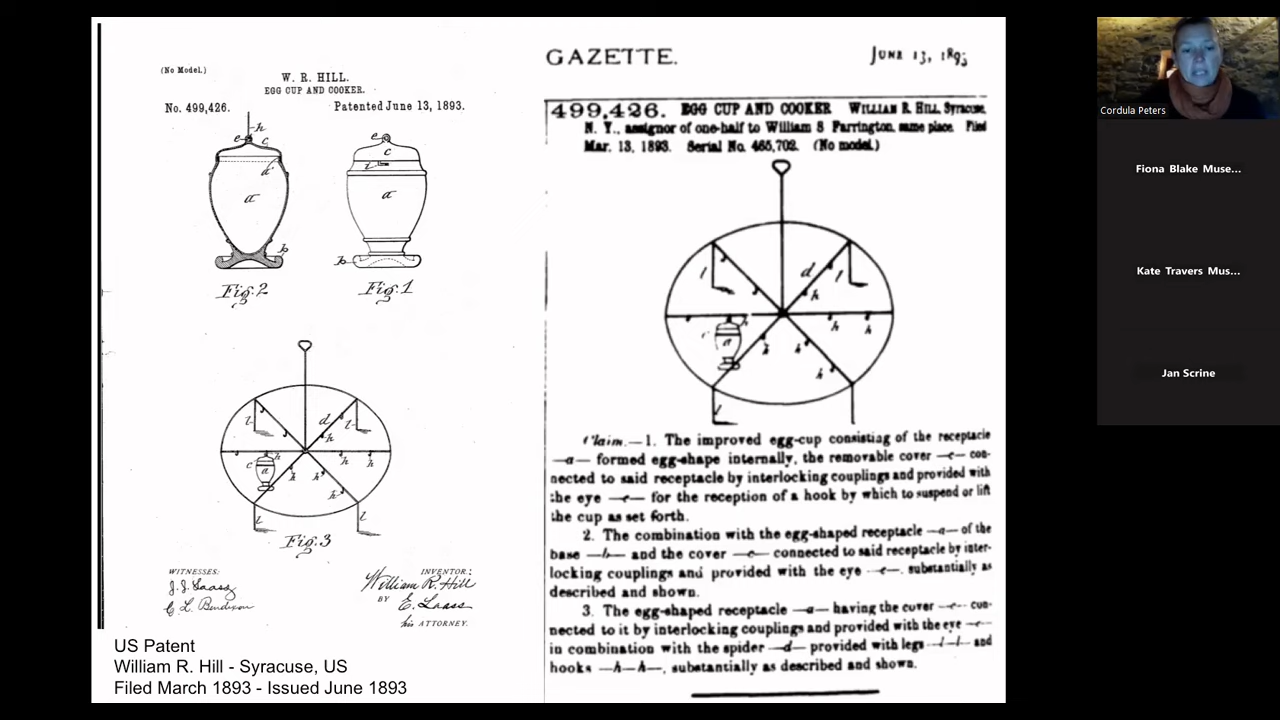 (No Model.)
W. R. HILL.
EGG CUP AND COOKER.
No. 499,426.
Patented June 13, 1893.
e
h
c
d
a
b
Fig. 2
e
c
i
a
b
Fig. 1
l
d
l
h
c
h
a
h
h
h
h
h
l
l
Fig. 3
WITNESSES:
INVENTOR:
William R. Hill
BY
E. Laass
his ATTORNEY.
US Patent
William R. Hill - Syracuse, US
Filed March 1893 - Issued June 1893
GAZETTE.
JUNE 13, 1893
499,426. EGG CUP AND COOKER WILLIAM R. HILL, Syracuse,
N. Y., assignor of one-half to William S Farrington, same place. Filed
Mar. 13, 1893. Serial No. 465,702. (No model.)
l
d
l
h
h
c
a
h
h
h
h
h
l
Claim.—1. The improved egg-cup consisting of the receptacle
—a— formed egg-shape internally, the removable cover —c— con-
nected to said receptacle by interlocking couplings and provided with
the eye —e— for the reception of a hook by which to suspend or lift
the cup as set forth.
2. The combination with the egg-shaped receptacle —a— of the
base —b— and the cover —c— connected to said receptacle by inter-
locking couplings and provided with the eye —e—. substantially as
described and shown.
3. The egg-shaped receptacle —a— having the cover —c— con-
nected to it by interlocking couplings and provided with the eye —e—
in combination with the spider —d— provided with legs —l—l— and
hooks —h—h—, substantially as described and shown.
Cordula Peters
Fiona Blake Muse...
Kate Travers Mus...
Jan Scrine